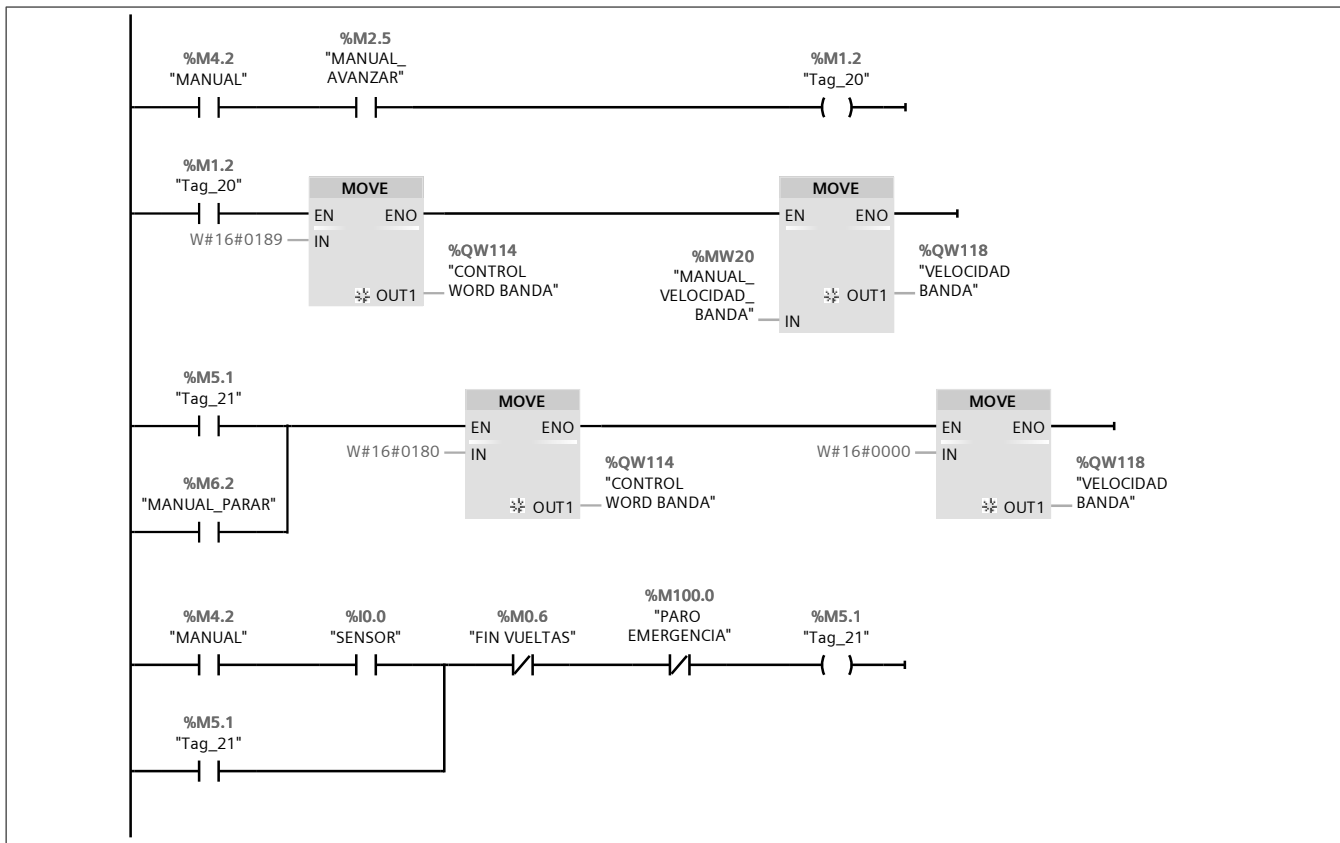 %M4.2
"MANUAL"
%M2.5
"MANUAL_
AVANZAR"
%M1.2
"Tag_20"
%M1.2
"Tag_20"
MOVE
EN ENO
W#16#0189
IN
OUT1
%QW114
"CONTROL
WORD BANDA"
MOVE
EN ENO
%MW20
"MANUAL_
VELOCIDAD_
BANDA"
IN
OUT1
%QW118
"VELOCIDAD
BANDA"
%M5.1
"Tag_21"
%M6.2
"MANUAL_PARAR"
MOVE
EN ENO
W#16#0180
IN
OUT1
%QW114
"CONTROL
WORD BANDA"
MOVE
EN ENO
W#16#0000
IN
OUT1
%QW118
"VELOCIDAD
BANDA"
%M4.2
"MANUAL"
%I0.0
"SENSOR"
%M0.6
"FIN VUELTAS"
%M100.0
"PARO
EMERGENCIA"
%M5.1
"Tag_21"
%M5.1
"Tag_21"